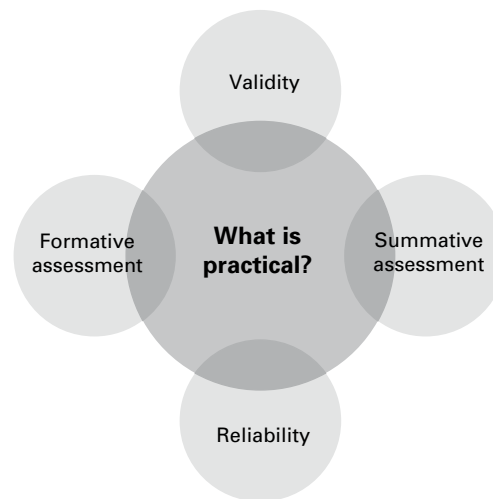 Validity
Formative
assessment
What is
practical?
Summative
assessment
Reliability